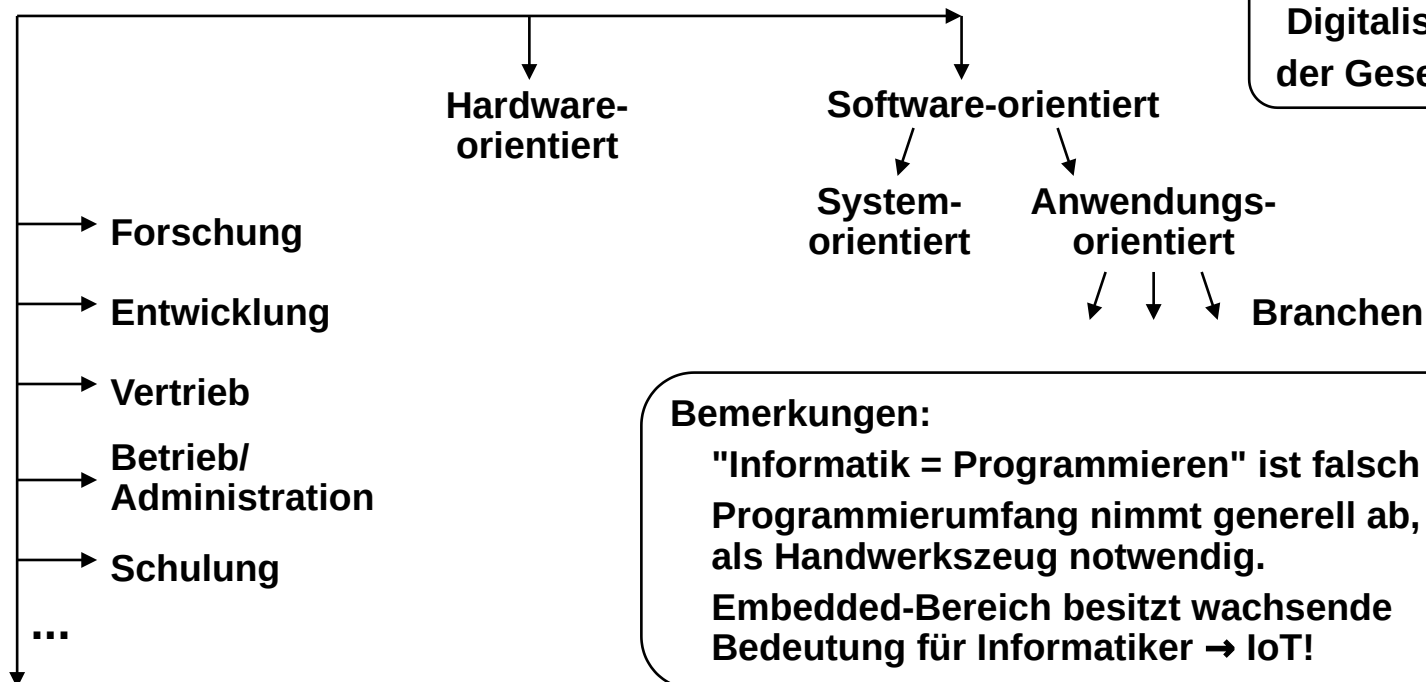 Digitalis
der Gese
Hardware-
orientiert
Software-orientiert
System-
orientiert
Anwendungs-
orientiert
Branchen
Forschung
Entwicklung
Vertrieb
Betrieb/
Administration
Schulung
...
Bemerkungen:
"Informatik = Programmieren" ist falsch
Programmierumfang nimmt generell ab,
als Handwerkszeug notwendig.
Embedded-Bereich besitzt wachsende
Bedeutung für Informatiker → IoT!